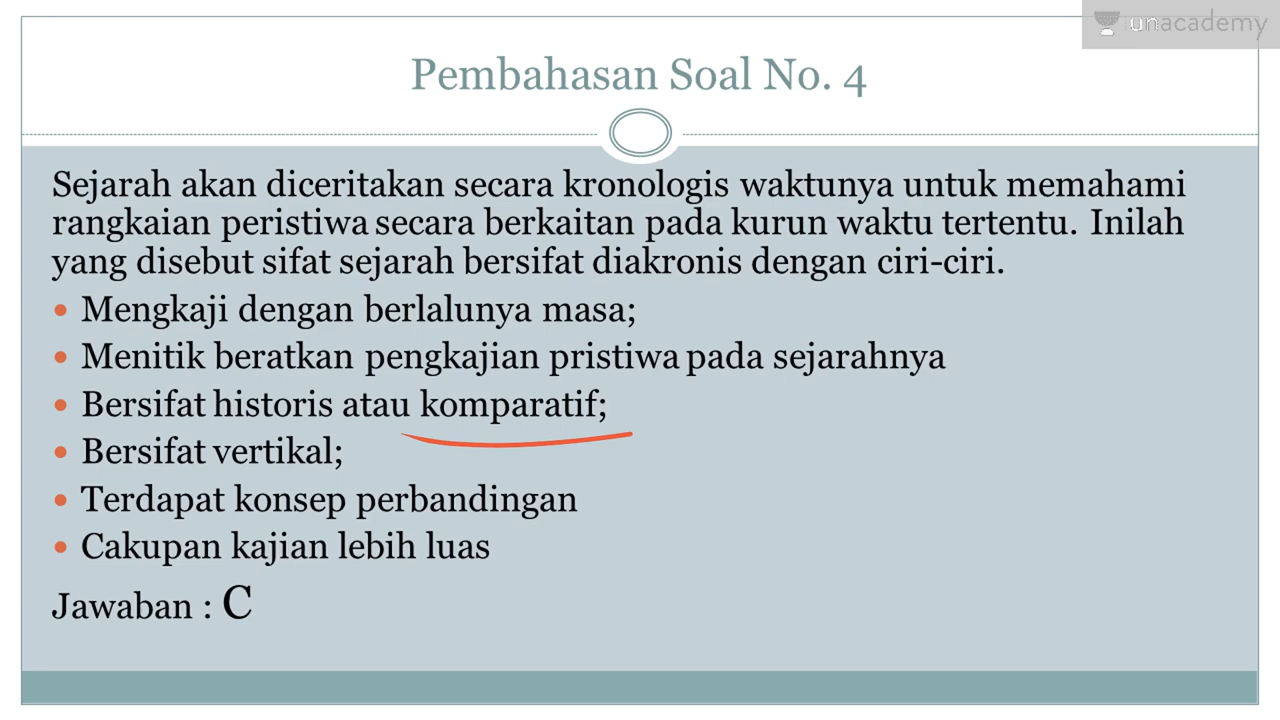 unacademy
Pembahasan Soal No. 4
Sejarah akan diceritakan secara kronologis waktunya untuk memahami
rangkaian peristiwa secara berkaitan pada kurun waktu tertentu. Inilah
yang disebut sifat sejarah bersifat diakronis dengan ciri-ciri.
• Mengkaji dengan berlalunya masa;
• Menitik beratkan pengkajian pristiwa pada sejarahnya
• Bersifat historis atau komparatif;
• Bersifat vertikal;
• Terdapat konsep perbandingan
• Cakupan kajian lebih luas
Jawaban : C